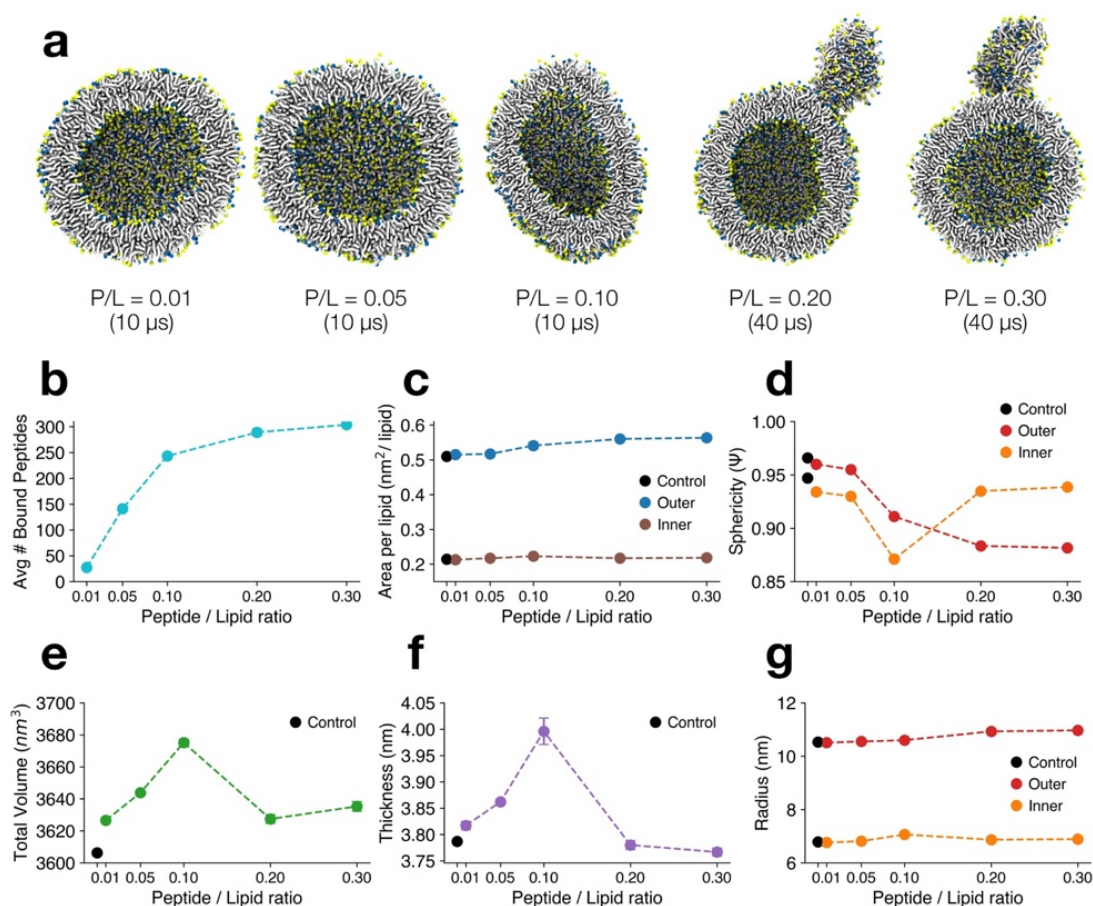 a
P/L = 0.01
(10 µs)
P/L = 0.05
(10 µs)
P/L = 0.10
(10 µs)
P/L = 0.20
(40 µs)
P/L = 0.30
(40 µs)
b
Avg # Bound Peptides
300
250
200
150
100
50
0
0.01
0.05
0.10
0.20
0.30
Peptide / Lipid ratio
c
Area per lipid (nm²/ lipid)
0.6
0.5
0.4
0.3
0.2
Control
Outer
Inner
0.01
0.05
0.10
0.20
0.30
Peptide / Lipid ratio
d
Sphericity (Ψ)
1.00
0.95
0.90
0.85
Control
Outer
Inner
0.01
0.05
0.10
0.20
0.30
Peptide / Lipid ratio
e
Total Volume (nm³)
3700
3680
3660
3640
3620
3600
Control
0.01
0.05
0.10
0.20
0.30
Peptide / Lipid ratio
f
Thickness (nm)
4.05
4.00
3.95
3.90
3.85
3.80
3.75
Control
0.01
0.05
0.10
0.20
0.30
Peptide / Lipid ratio
g
Radius (nm)
12
10
8
6
Control
Outer
Inner
0.01
0.05
0.10
0.20
0.30
Peptide / Lipid ratio